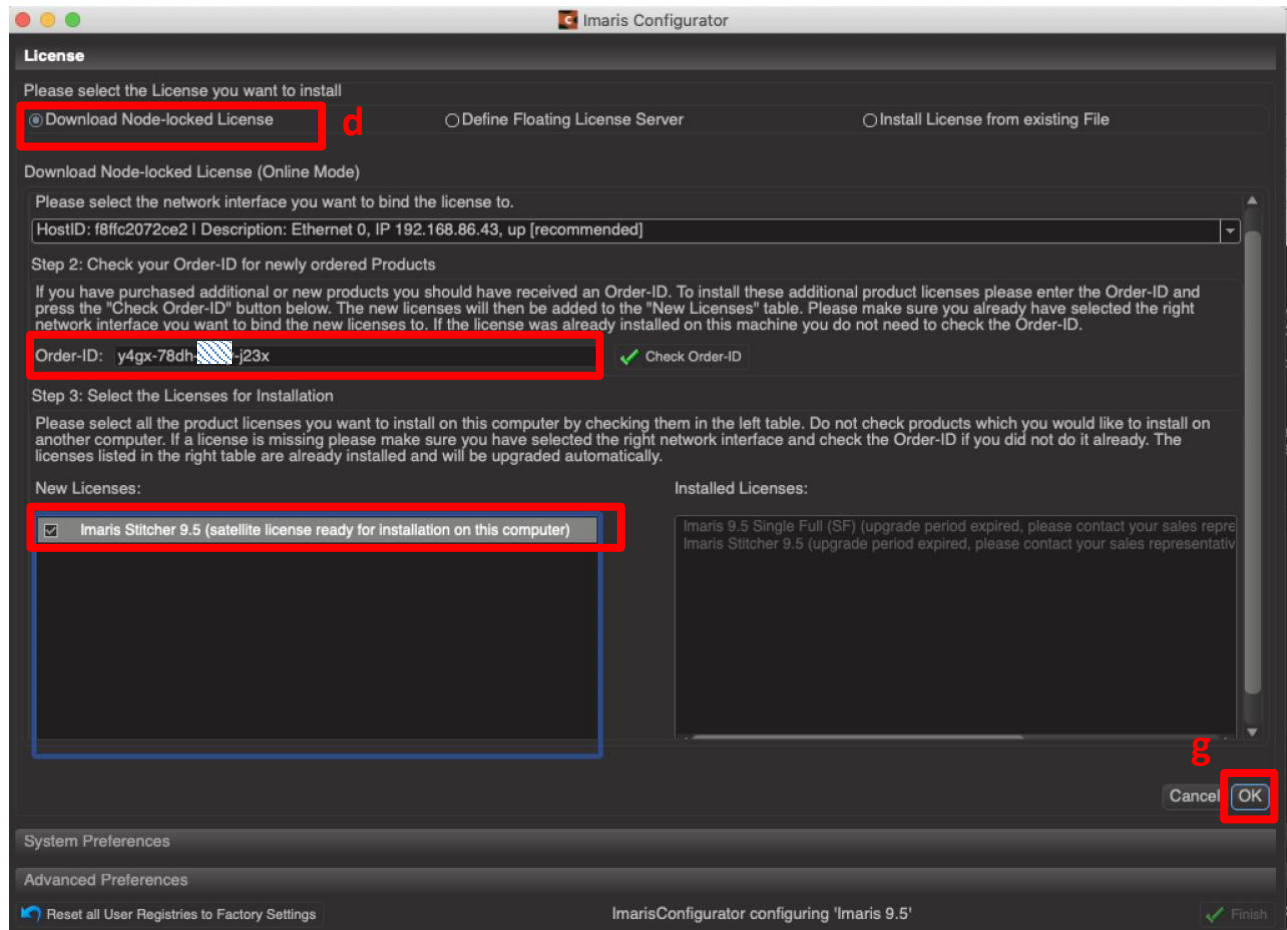 Imaris Configurator
License
Please select the License you want to install
Download Node-locked License d Define Floating License Server Install License from existing File
Download Node-locked License (Online Mode)
Please select the network interface you want to bind the license to.
HostID: f8ffc2072ce2 | Description: Ethernet 0, IP 192.168.86.43, up [recommended]
Step 2: Check your Order-ID for newly ordered Products
If you have purchased additional or new products you should have received an Order-ID. To install these additional product licenses please enter the Order-ID and
press the "Check Order-ID" button below. The new licenses will then be added to the "New Licenses" table. Please make sure you already have selected the right
network interface you want to bind the new licenses to. If the license was already installed on this machine you do not need to check the Order-ID.
Order-ID: y4gx-78dh- -j23x Check Order-ID
Step 3: Select the Licenses for Installation
Please select all the product licenses you want to install on this computer by checking them in the left table. Do not check products which you would like to install on
another computer. If a license is missing please make sure you have selected the right network interface and check the Order-ID if you did not do it already. The
licenses listed in the right table are already installed and will be upgraded automatically.
New Licenses: Installed Licenses:
Imaris Stitcher 9.5 (satellite license ready for installation on this computer)
Imaris 9.5 Single Full (SF) (upgrade period expired, please contact your sales repre
Imaris Stitcher 9.5 (upgrade period expired, please contact your sales representativ
g
Cancel OK
System Preferences
Advanced Preferences
Reset all User Registries to Factory Settings ImarisConfigurator configuring 'Imaris 9.5' Finish